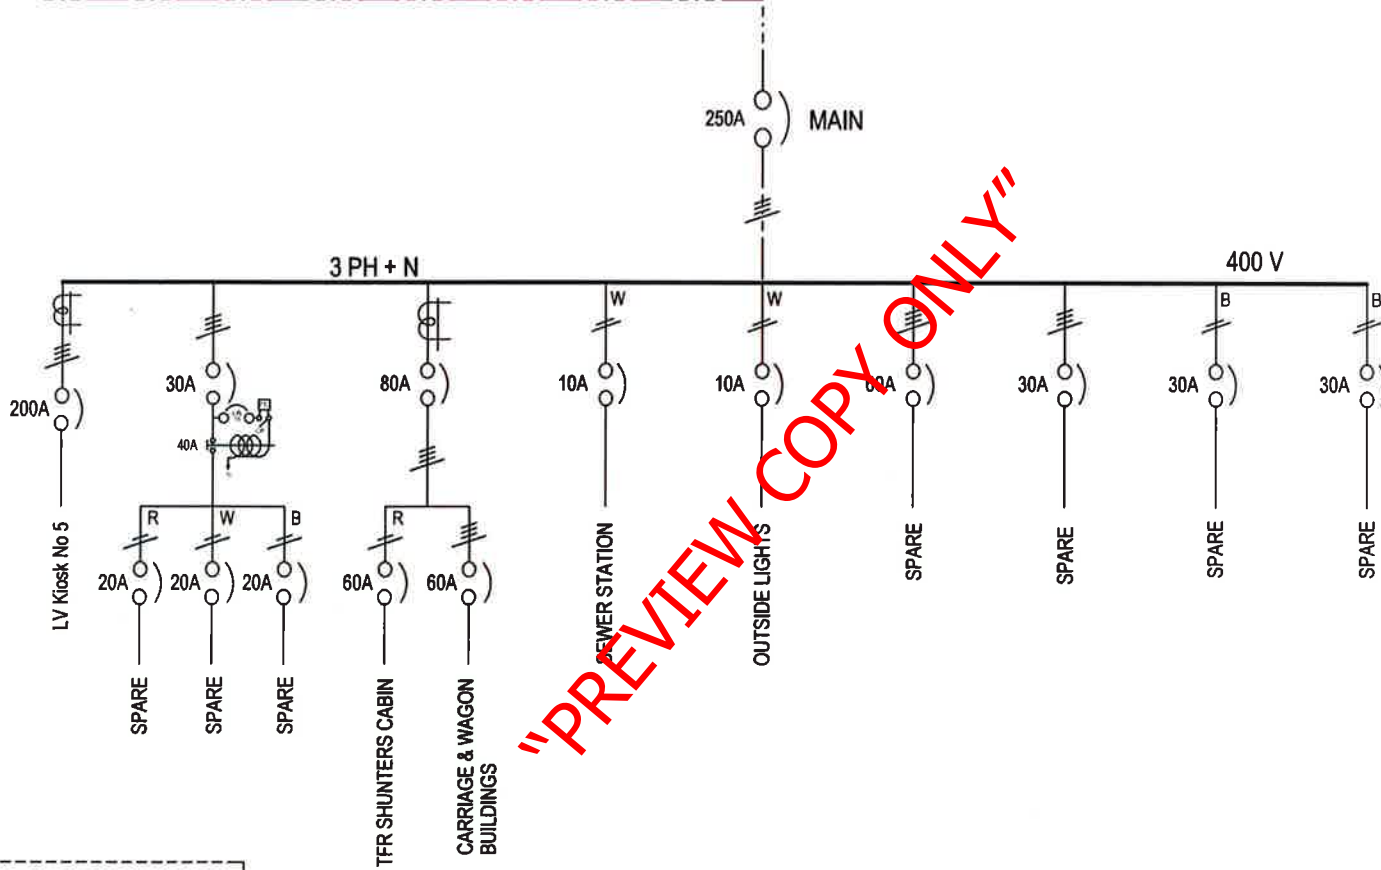 250A
MAIN
3 PH + N
400 V
W
W
B
B
200A
30A
80A
10A
10A
60A
30A
30A
30A
40A
R
W
B
R
20A
20A
20A
60A
60A
LV Kiosk No 5
SPARE
SPARE
SPARE
TFR SHUNTERS CABIN
CARRIAGE & WAGON
BUILDINGS
SEWER STATION
OUTSIDE LIGHTS
SPARE
SPARE
SPARE
SPARE
"PREVIEW COPY ONLY"